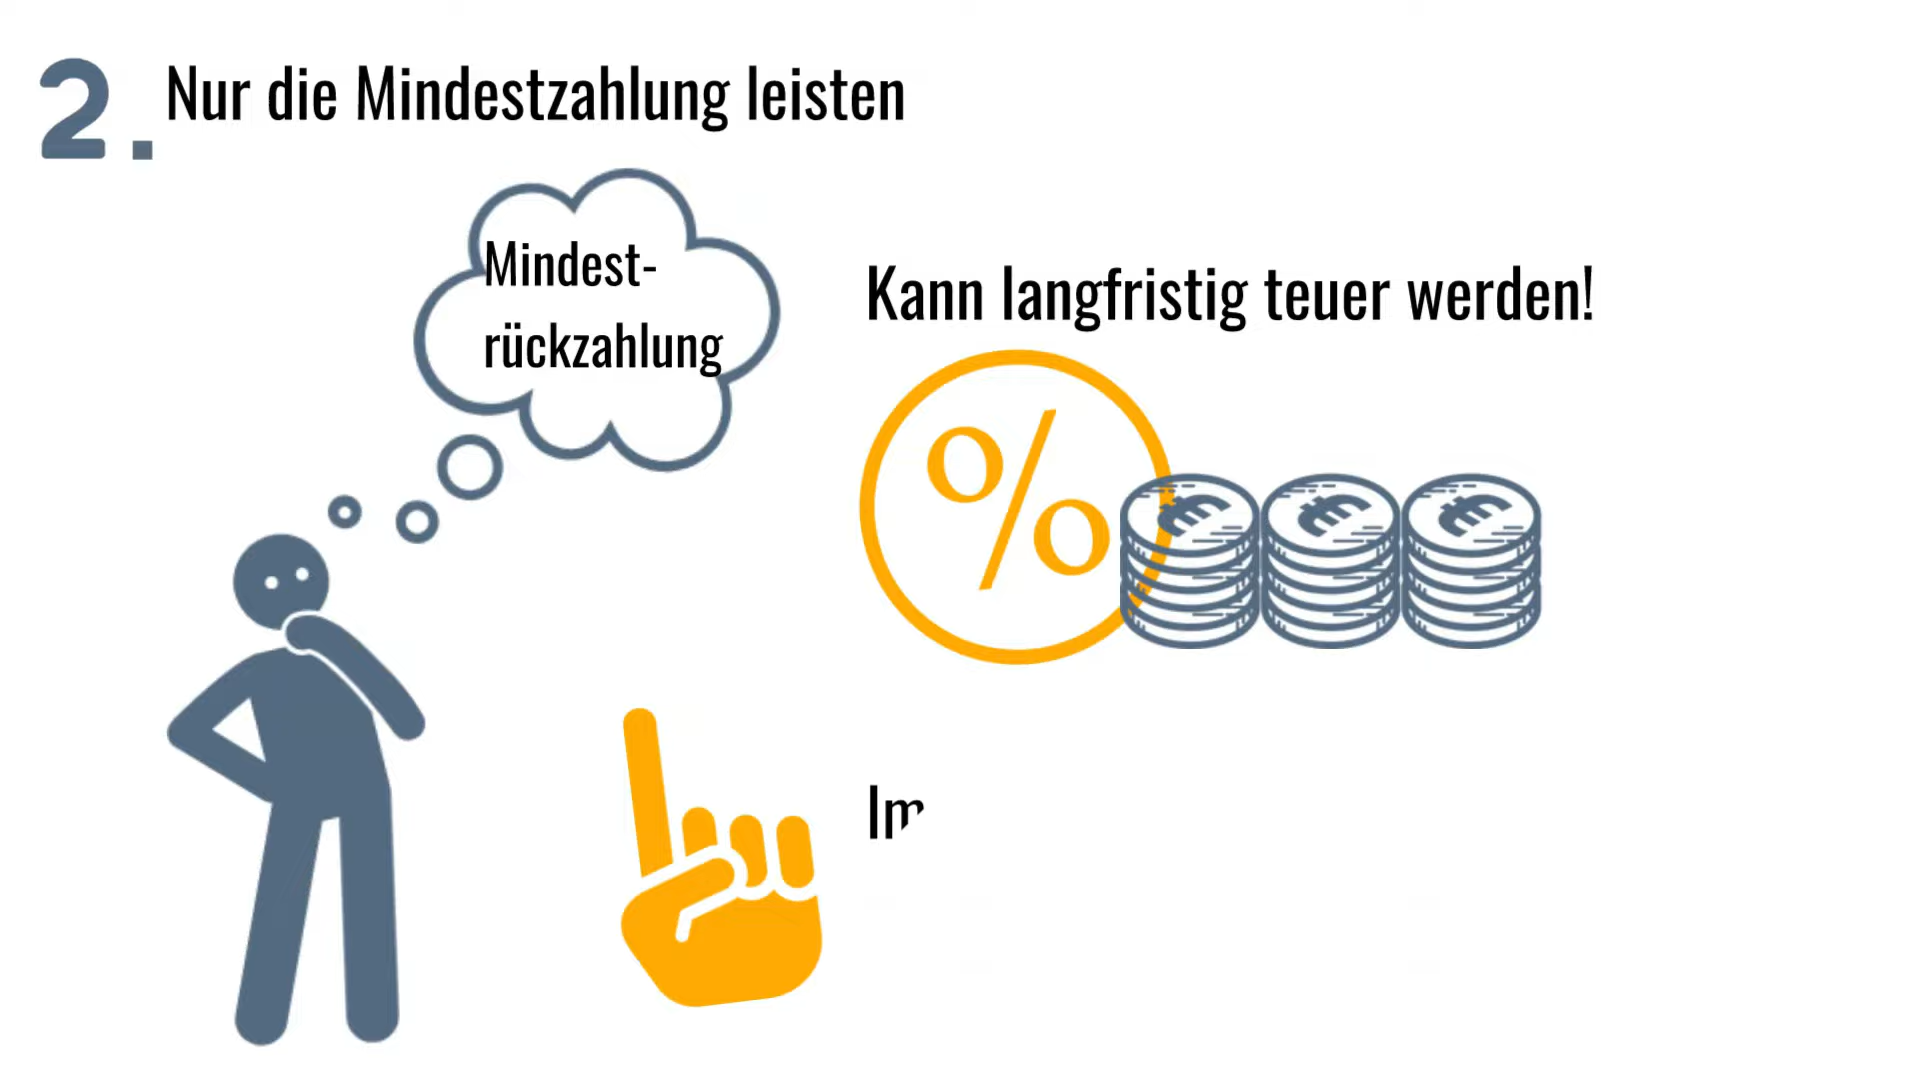 2. Nur die Mindestzahlung leisten
Mindest-
rückzahlung
Kann langfristig teuer werden!
%
€ € €